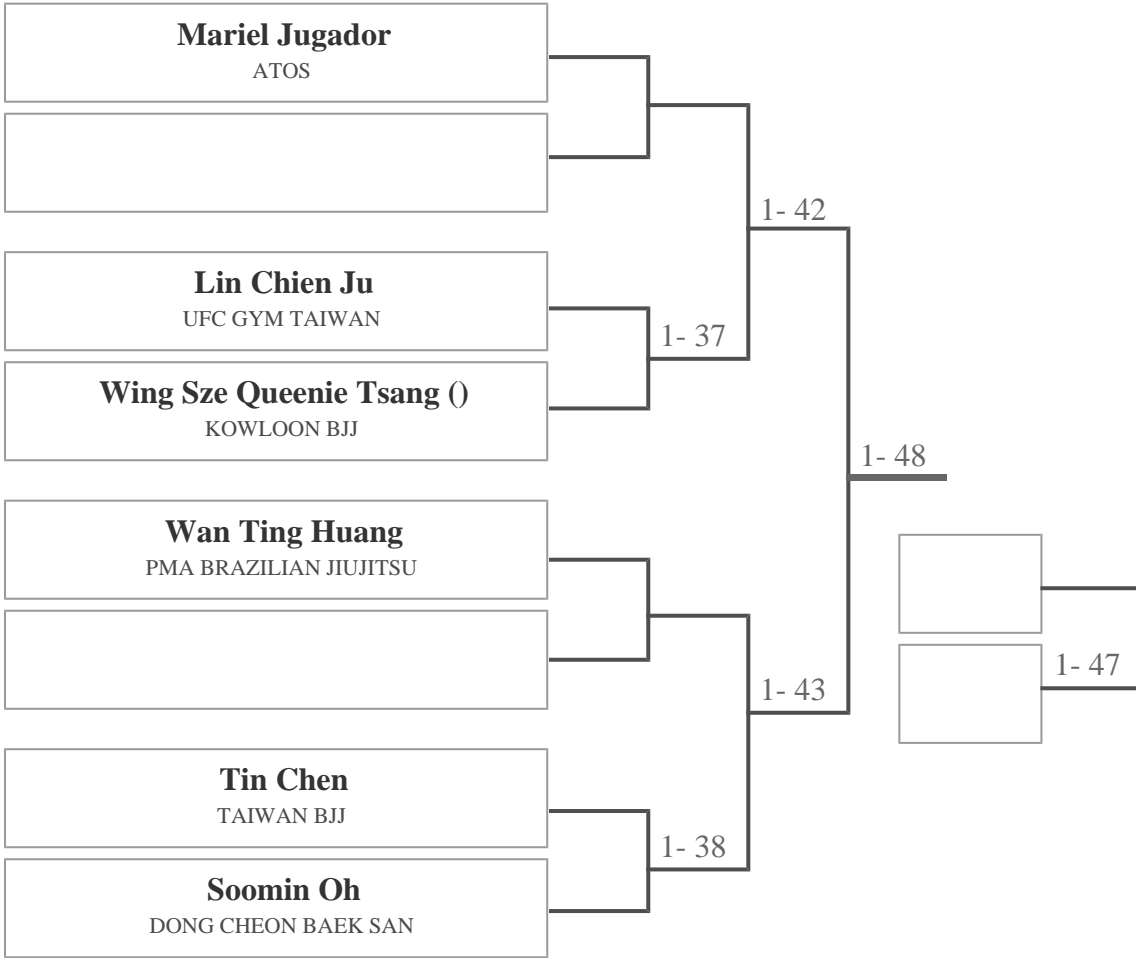 Mariel Jugador
ATOS
1- 42
Lin Chien Ju
UFC GYM TAIWAN
1- 37
Wing Sze Queenie Tsang ()
KOWLOON BJJ
1- 48
Wan Ting Huang
PMA BRAZILIAN JIUJITSU
1- 47
1- 43
Tin Chen
TAIWAN BJJ
1- 38
Soomin Oh
DONG CHEON BAEK SAN